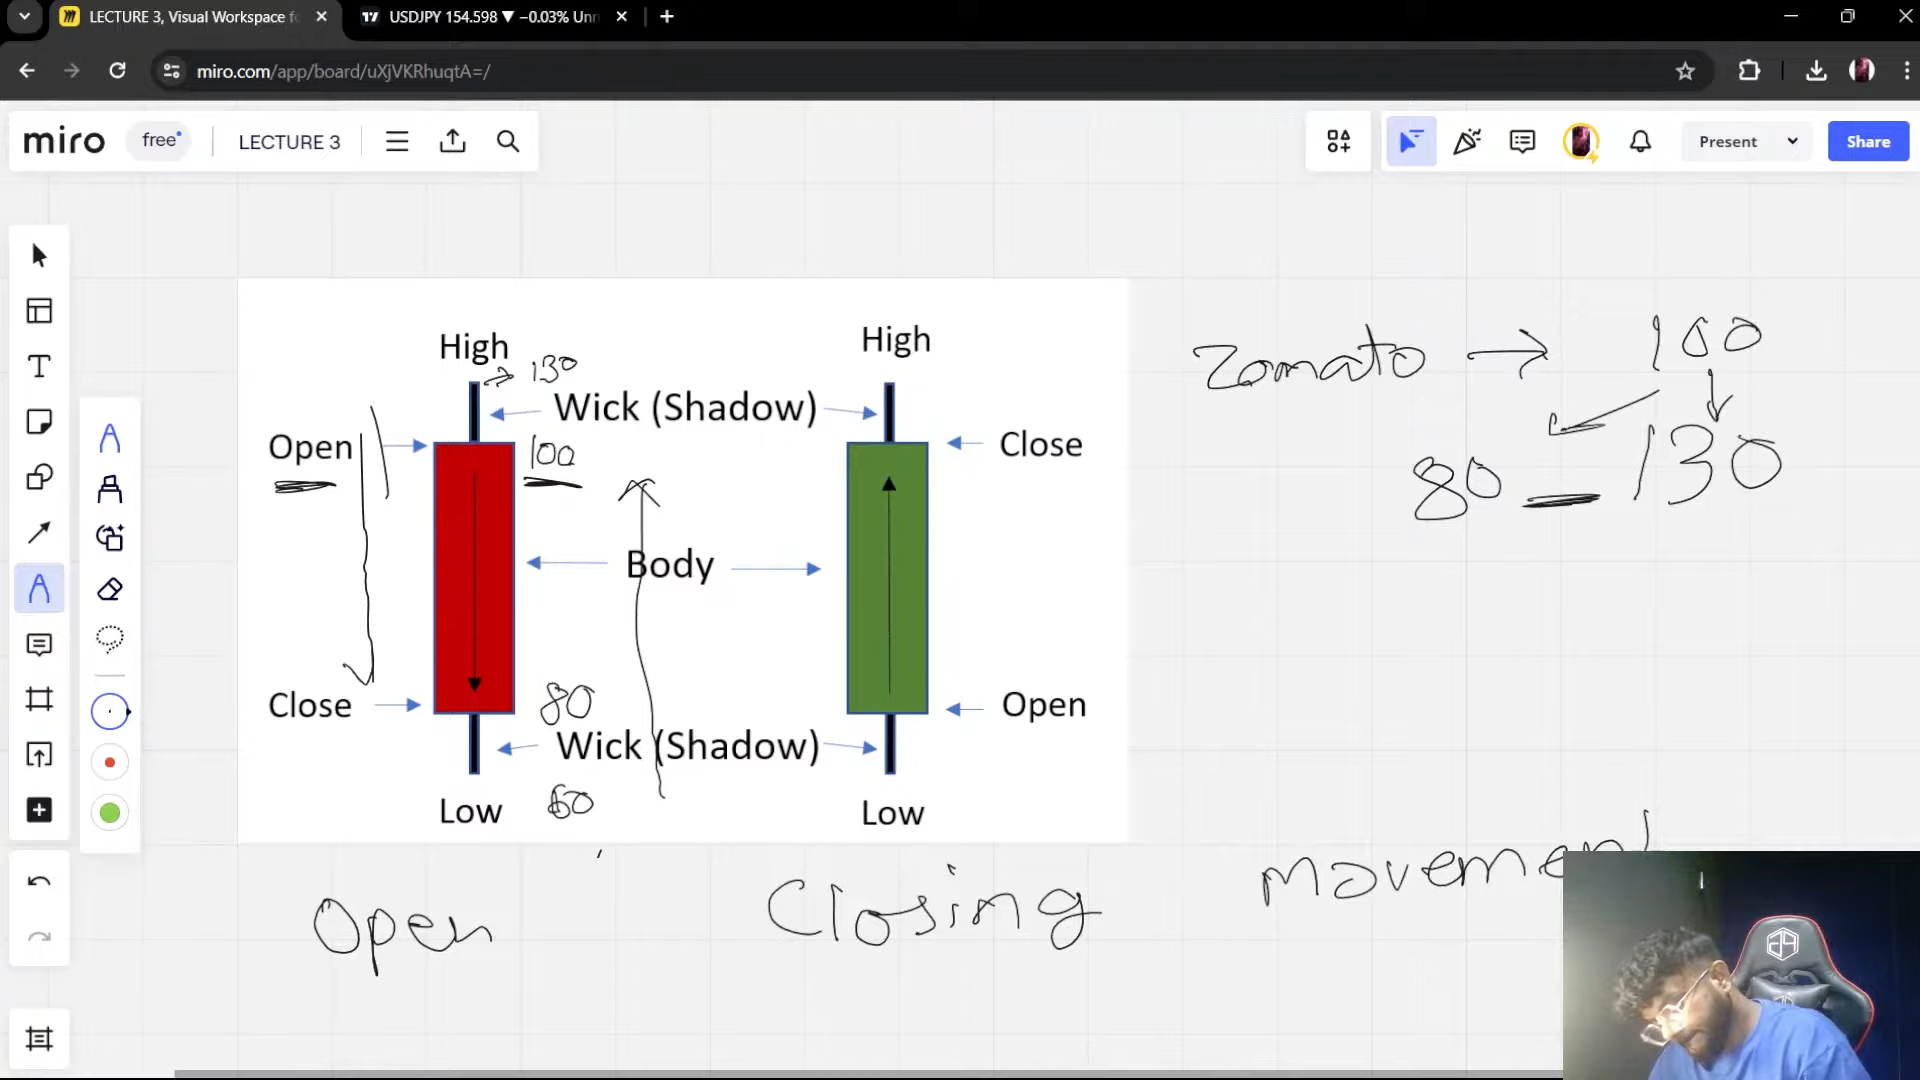 LECTURE 3, Visual Workspace fo
USDJPY 154.598 ▼ −0.03% Unn
miro.com/app/board/uXjVKRhuqtA=/
miro
free
LECTURE 3
Present
Share
High
130
High
Zomato → 100
Wick (Shadow)
Open
100
Close
80 — 130
Body
Close
80
Open
Wick (Shadow)
Low
60
Low
Open
Closing
movement